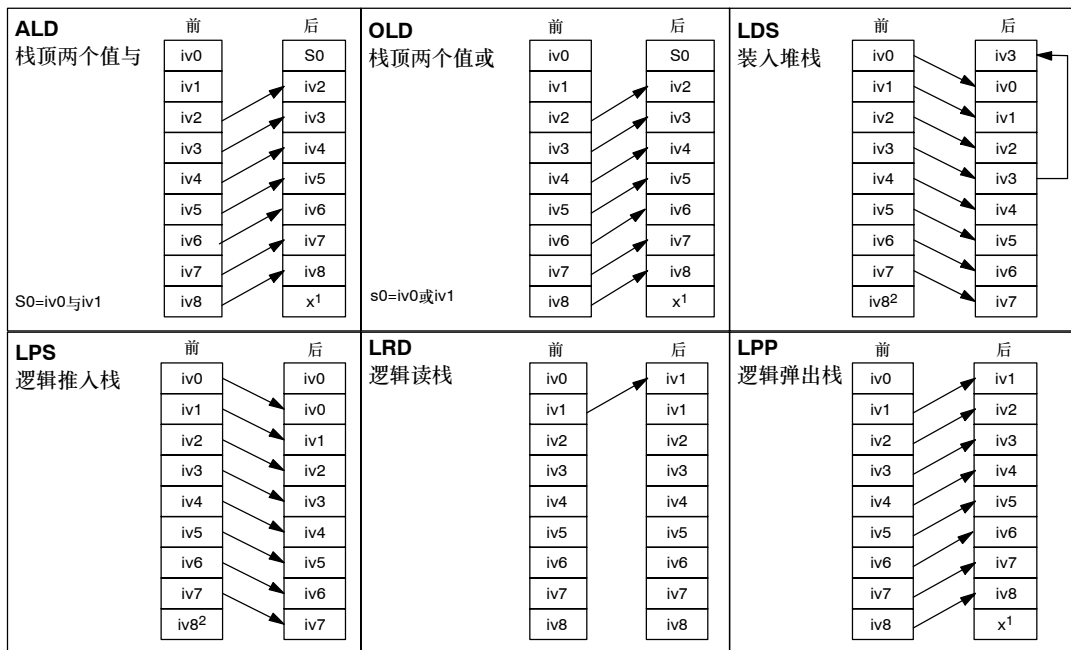 ALD
栈顶两个值与
前 后
iv0 S0
iv1 iv2
iv2 iv3
iv3 iv4
iv4 iv5
iv5 iv6
iv6 iv7
iv7 iv8
iv8 x¹
S0=iv0与iv1
OLD
栈顶两个值或
前 后
iv0 S0
iv1 iv2
iv2 iv3
iv3 iv4
iv4 iv5
iv5 iv6
iv6 iv7
iv7 iv8
iv8 x¹
s0=iv0或iv1
LDS
装入堆栈
前 后
iv0 iv3
iv1 iv0
iv2 iv1
iv3 iv2
iv4 iv3
iv5 iv4
iv6 iv5
iv7 iv6
iv8² iv7
LPS
逻辑推入栈
前 后
iv0 iv0
iv1 iv0
iv2 iv1
iv3 iv2
iv4 iv3
iv5 iv4
iv6 iv5
iv7 iv6
iv8² iv7
LRD
逻辑读栈
前 后
iv0 iv1
iv1 iv1
iv2 iv2
iv3 iv3
iv4 iv4
iv5 iv5
iv6 iv6
iv7 iv7
iv8 iv8
LPP
逻辑弹出栈
前 后
iv0 iv1
iv1 iv2
iv2 iv3
iv3 iv4
iv4 iv5
iv5 iv6
iv6 iv7
iv7 iv8
iv8 x¹